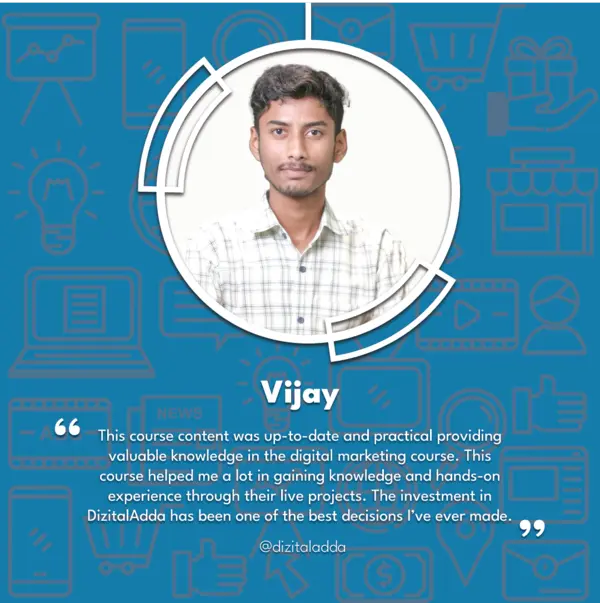 Vijay
“ This course content was up-to-date and practical providing
valuable knowledge in the digital marketing course. This
course helped me a lot in gaining knowledge and hands-on
experience through their live projects. The investment in
DizitalAdda has been one of the best decisions I’ve ever made. ”
@dizitaladda
NEWS